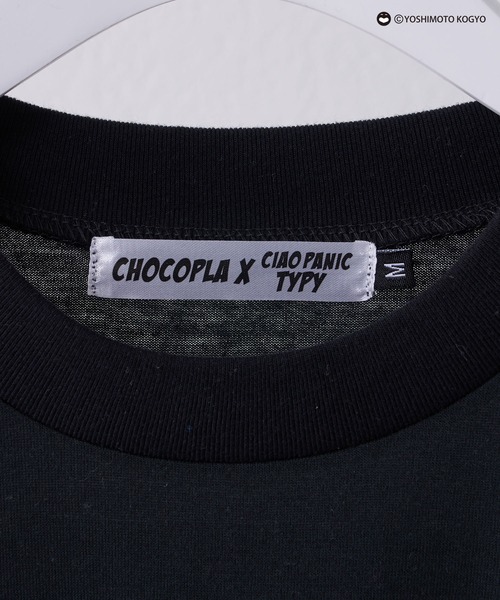 ©YOSHIMOTO KOGYO
CHOCOPLA X CIAO PANIC
TYPY
M